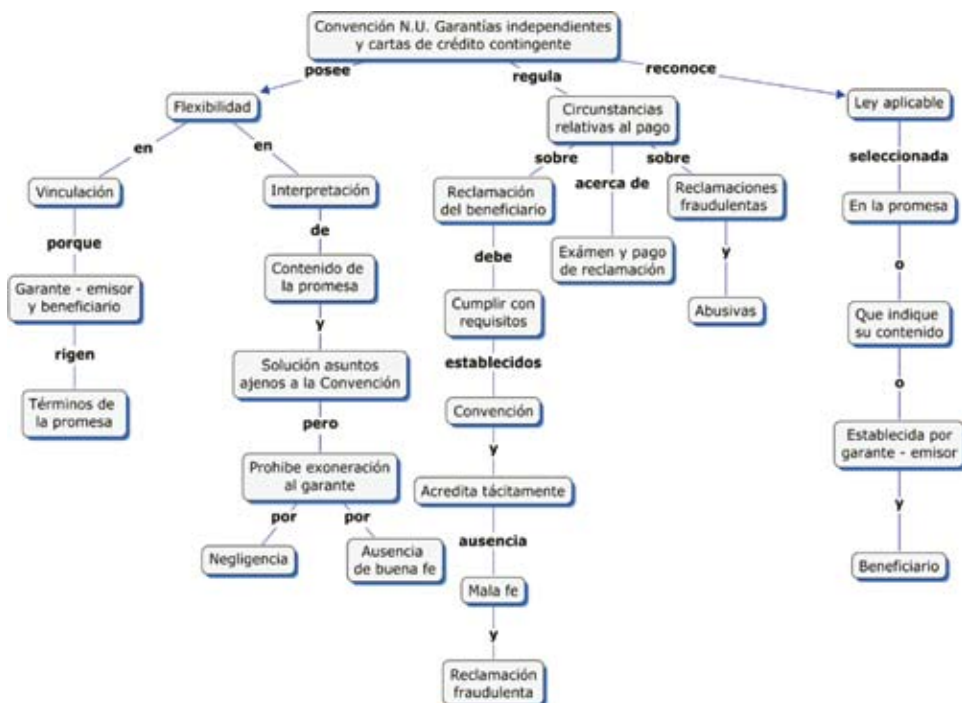 Convención N.U. Garantías independientes
y cartas de crédito contingente
posee
regula
reconoce
Flexibilidad
Circunstancias
relativas al pago
Ley aplicable
en
en
sobre
acerca de
sobre
seleccionada
Vinculación
Interpretación
Reclamación
del beneficiario
Reclamaciones
fraudulentas
En la promesa
porque
de
debe
y
o
Garante - emisor
y beneficiario
Contenido de
la promesa
Exámen y pago
de reclamación
Cumplir con
requisitos
Abusivas
Que indique
su contenido
rigen
y
establecidos
o
Términos de
la promesa
Solución asuntos
ajenos a la Convención
Convención
Establecida por
garante - emisor
pero
y
y
Prohibe exoneración
al garante
Acredita tácitamente
por
por
ausencia
Negligencia
Ausencia
de buena fe
Beneficiario
Mala fe
y
Reclamación
fraudulenta